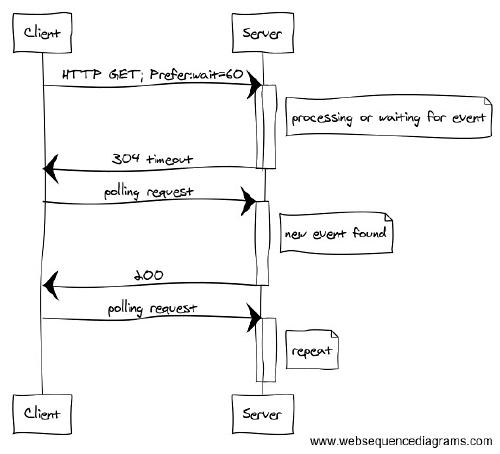 Client
Server
HTTP GET; Prefer:wait=60
processing or waiting for event
304 timeout
polling request
new event found
200
polling request
repeat
Client
Server
www.websequencediagrams.com